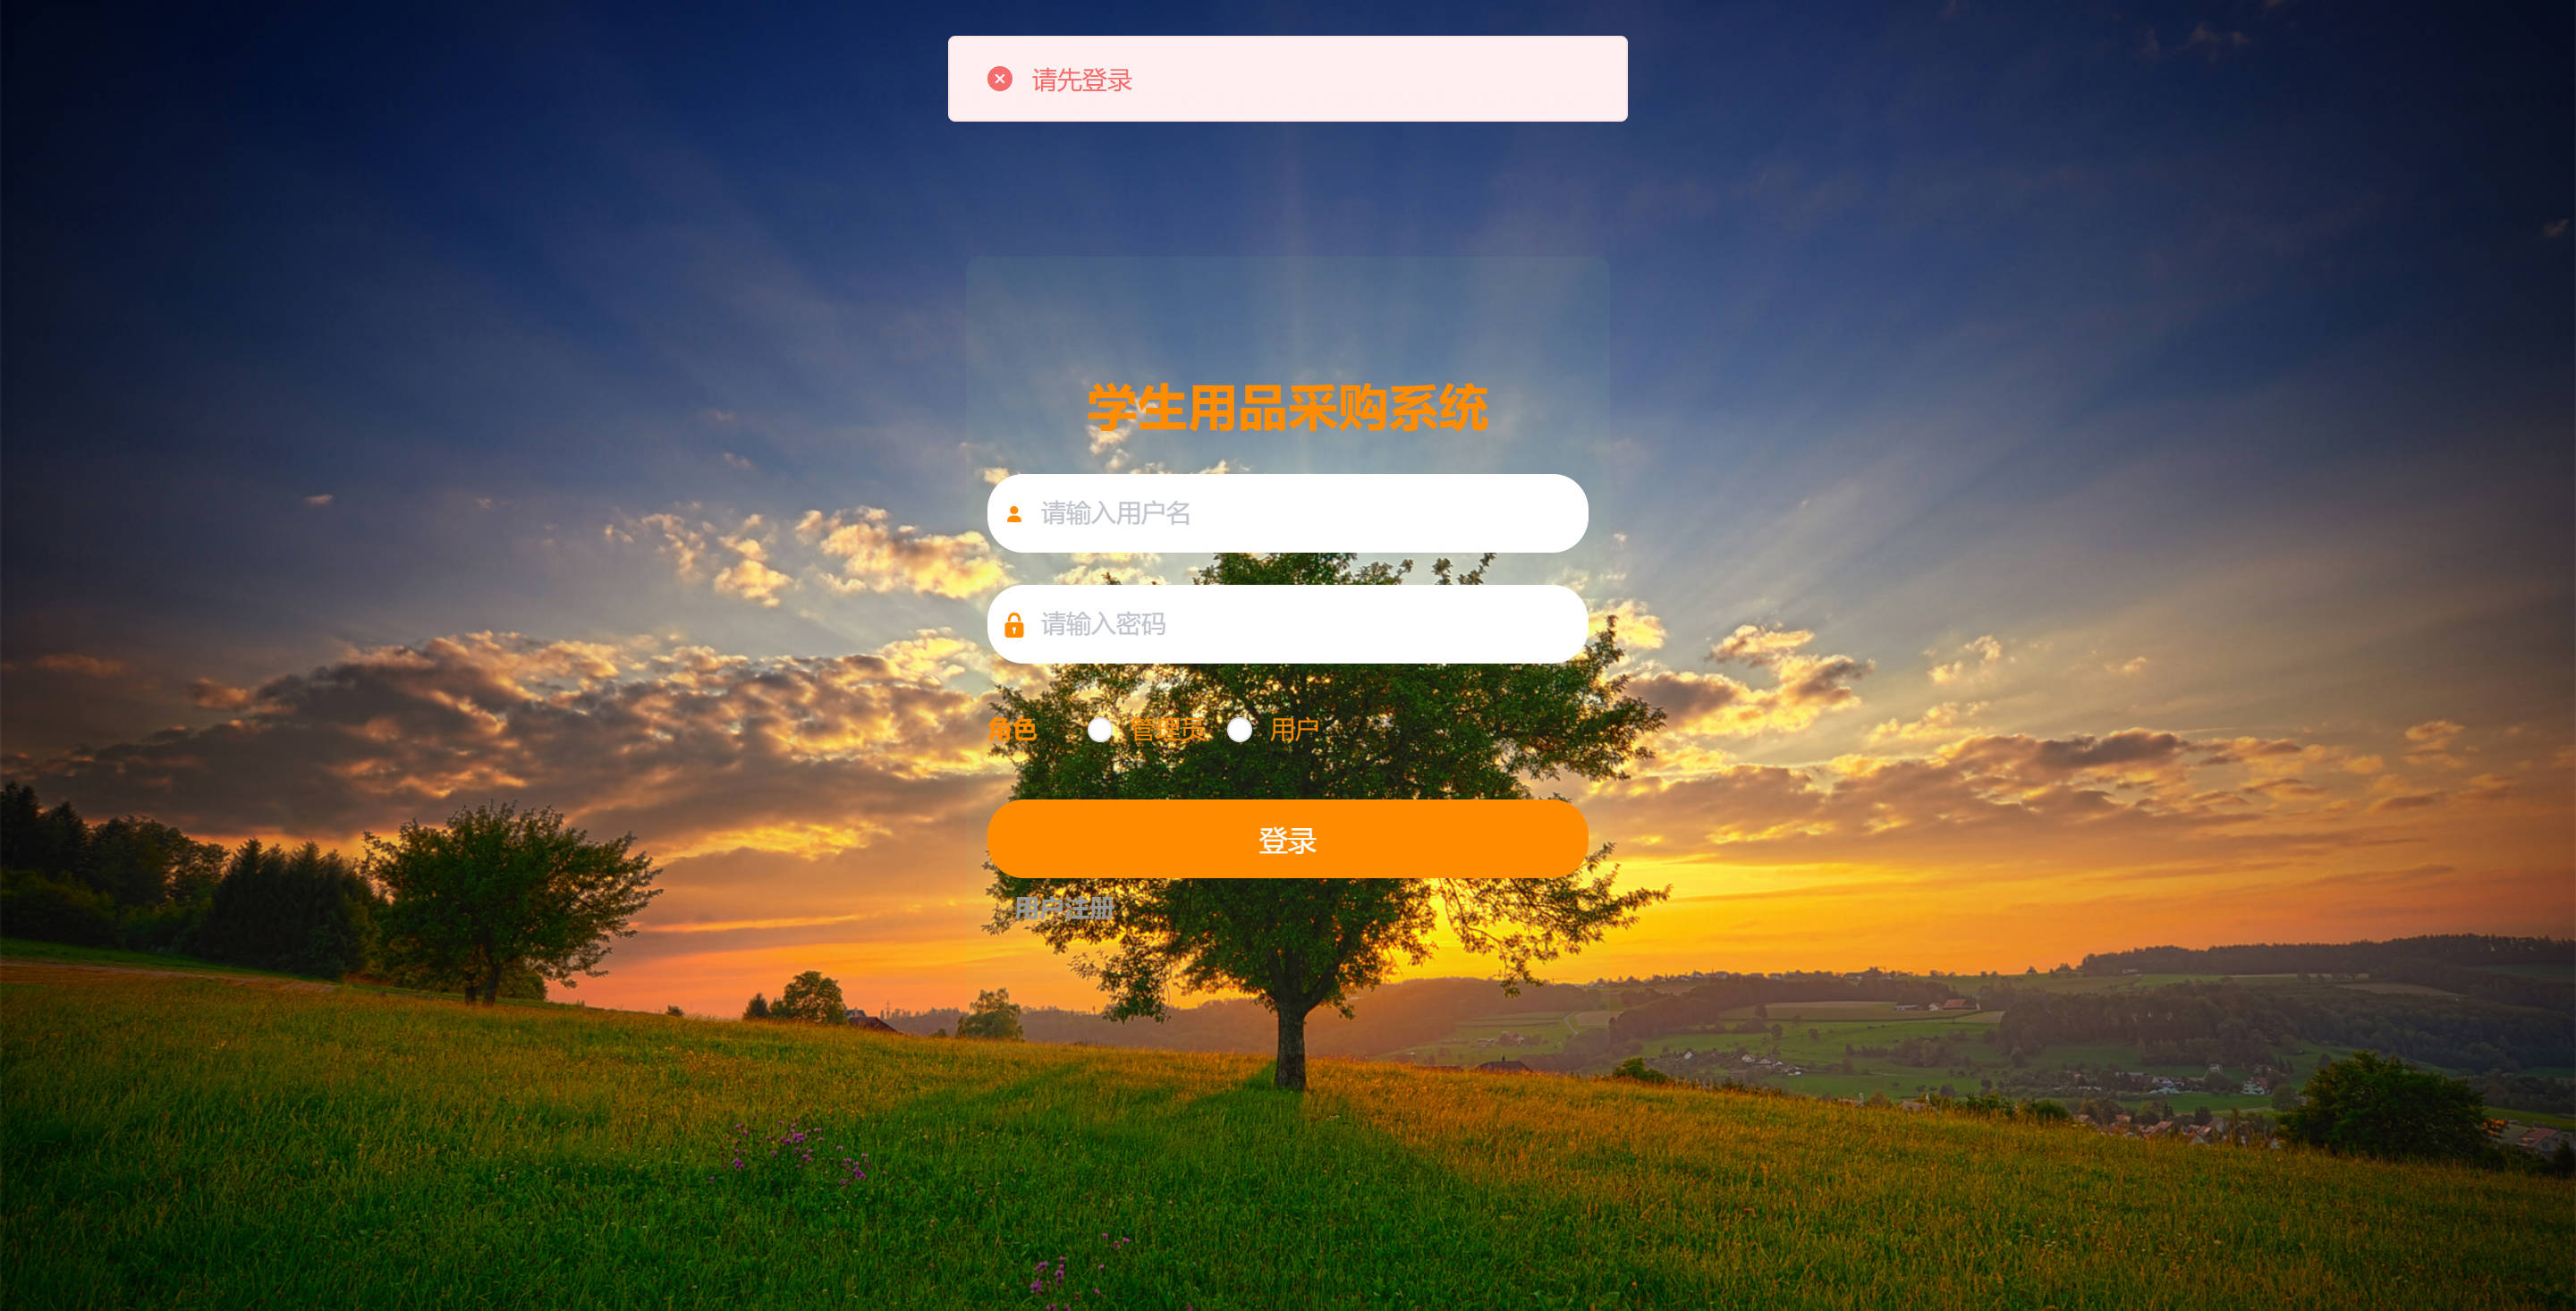 请先登录
学生用品采购系统
请输入用户名
请输入密码
角色 管理员 用户
登录
用户注册